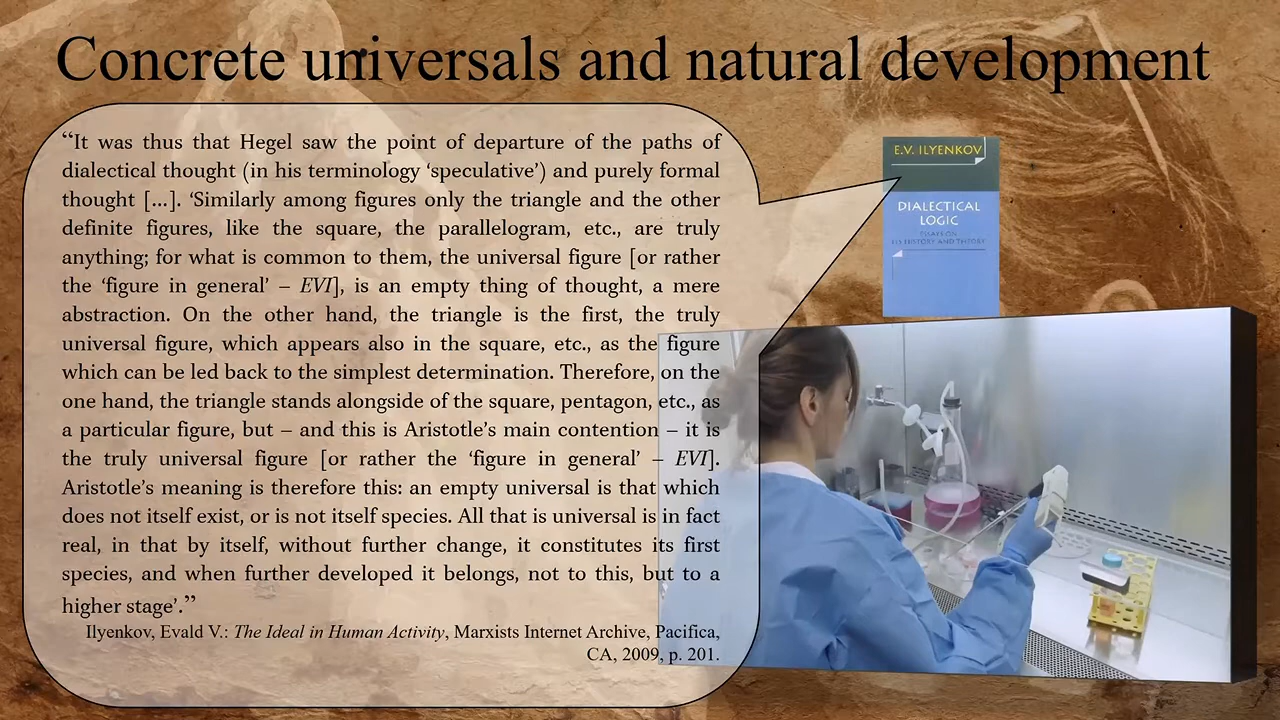 Concrete universals and natural development
“It was thus that Hegel saw the point of departure of the paths of
dialectical thought (in his terminology ‘speculative’) and purely formal
thought [...]. ‘Similarly among figures only the triangle and the other
definite figures, like the square, the parallelogram, etc., are truly
anything; for what is common to them, the universal figure [or rather
the ‘figure in general’ – EVI], is an empty thing of thought, a mere
abstraction. On the other hand, the triangle is the first, the truly
universal figure, which appears also in the square, etc., as the figure
which can be led back to the simplest determination. Therefore, on the
one hand, the triangle stands alongside of the square, pentagon, etc., as
a particular figure, but – and this is Aristotle’s main contention – it is
the truly universal figure [or rather the ‘figure in general’ – EVI].
Aristotle’s meaning is therefore this: an empty universal is that which
does not itself exist, or is not itself species. All that is universal is in fact
real, in that by itself, without further change, it constitutes its first
species, and when further developed it belongs, not to this, but to a
higher stage’.”
Ilyenkov, Evald V.: The Ideal in Human Activity, Marxists Internet Archive, Pacifica,
CA, 2009, p. 201.
E.V. ILYENKOV
DIALECTICAL
LOGIC
ESSAYS ON
ITS HISTORY AND THEORY